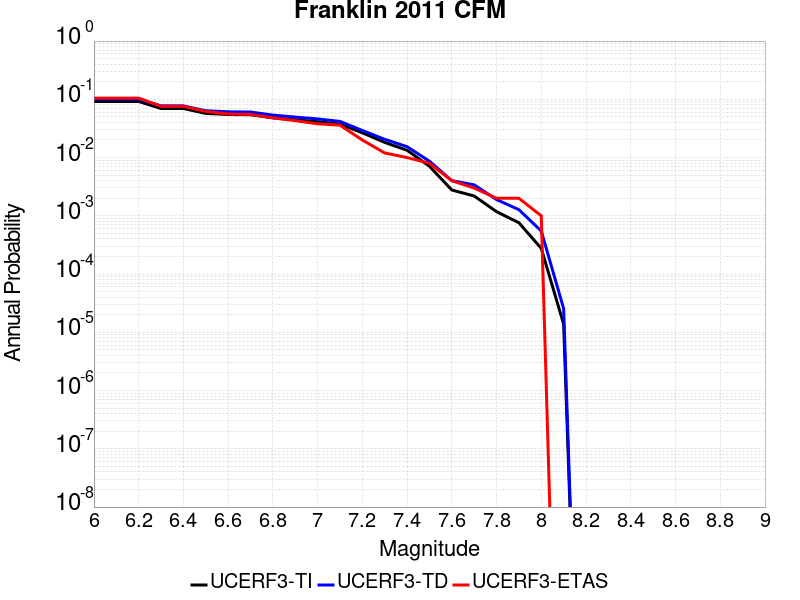 Franklin 2011 CFM
10^0
10^-1
10^-2
10^-3
10^-4
10^-5
10^-6
10^-7
10^-8
Annual Probability
6 6.2 6.4 6.6 6.8 7 7.2 7.4 7.6 7.8 8 8.2 8.4 8.6 8.8 9
Magnitude
UCERF3-TI UCERF3-TD UCERF3-ETAS